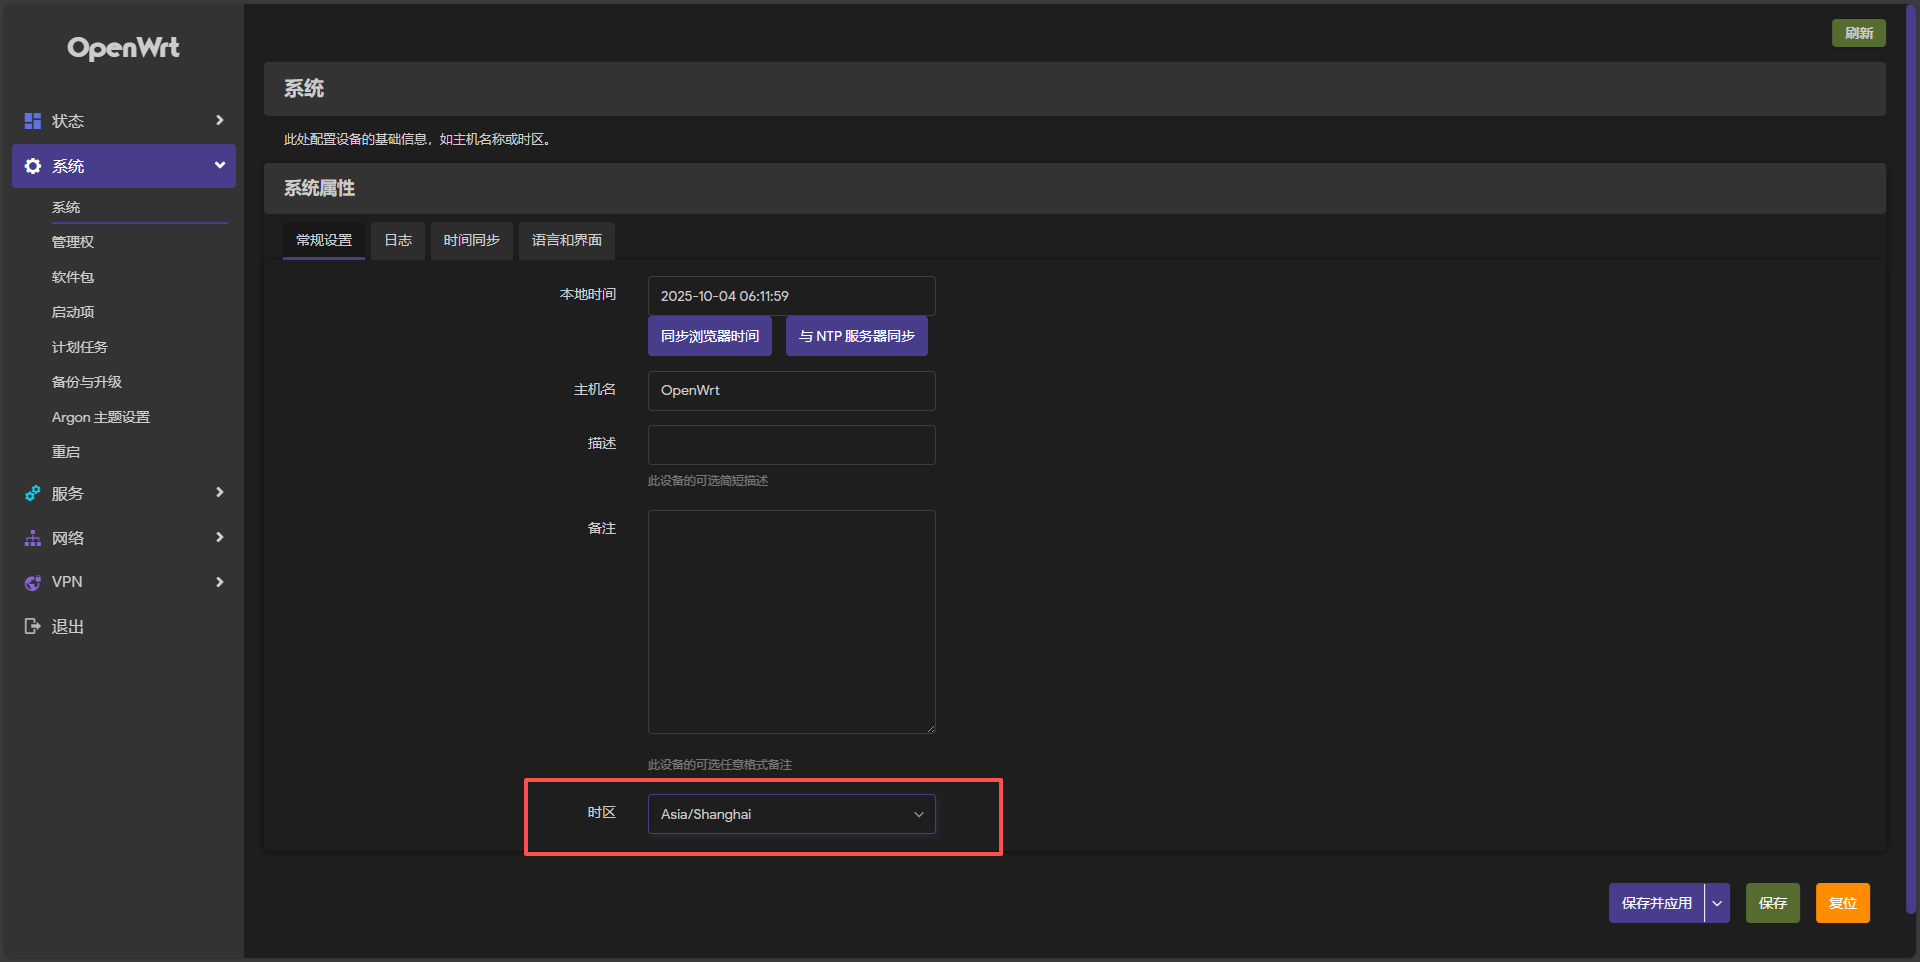 OpenWrt
状态
系统
系统
管理权
软件包
启动项
计划任务
备份与升级
Argon 主题设置
重启
服务
网络
VPN
退出
刷新
系统
此处配置设备的基础信息，如主机名称或时区。
系统属性
常规设置 日志 时间同步 语言和界面
本地时间 2025-10-04 06:11:59
同步浏览器时间 与 NTP 服务器同步
主机名 OpenWrt
描述
此设备的可选简短描述
备注
此设备的可选任意格式备注
时区 Asia/Shanghai
保存并应用 保存 复位